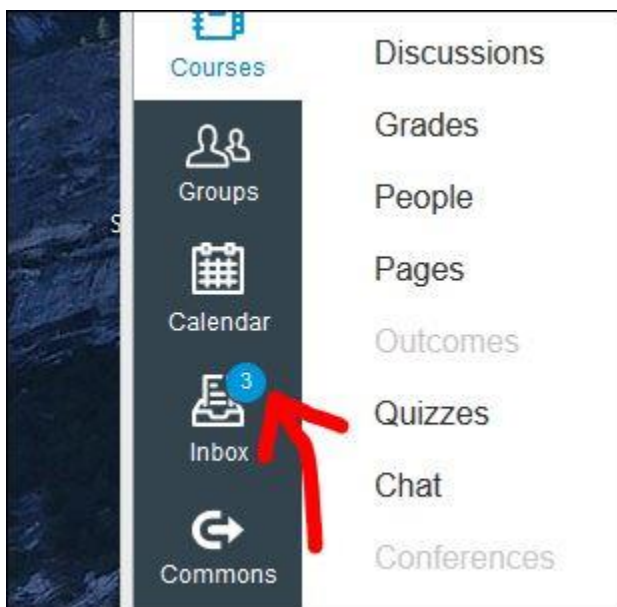 Courses
Groups
Calendar
3
Inbox
Commons
S
Discussions
Grades
People
Pages
Outcomes
Quizzes
Chat
Conferences